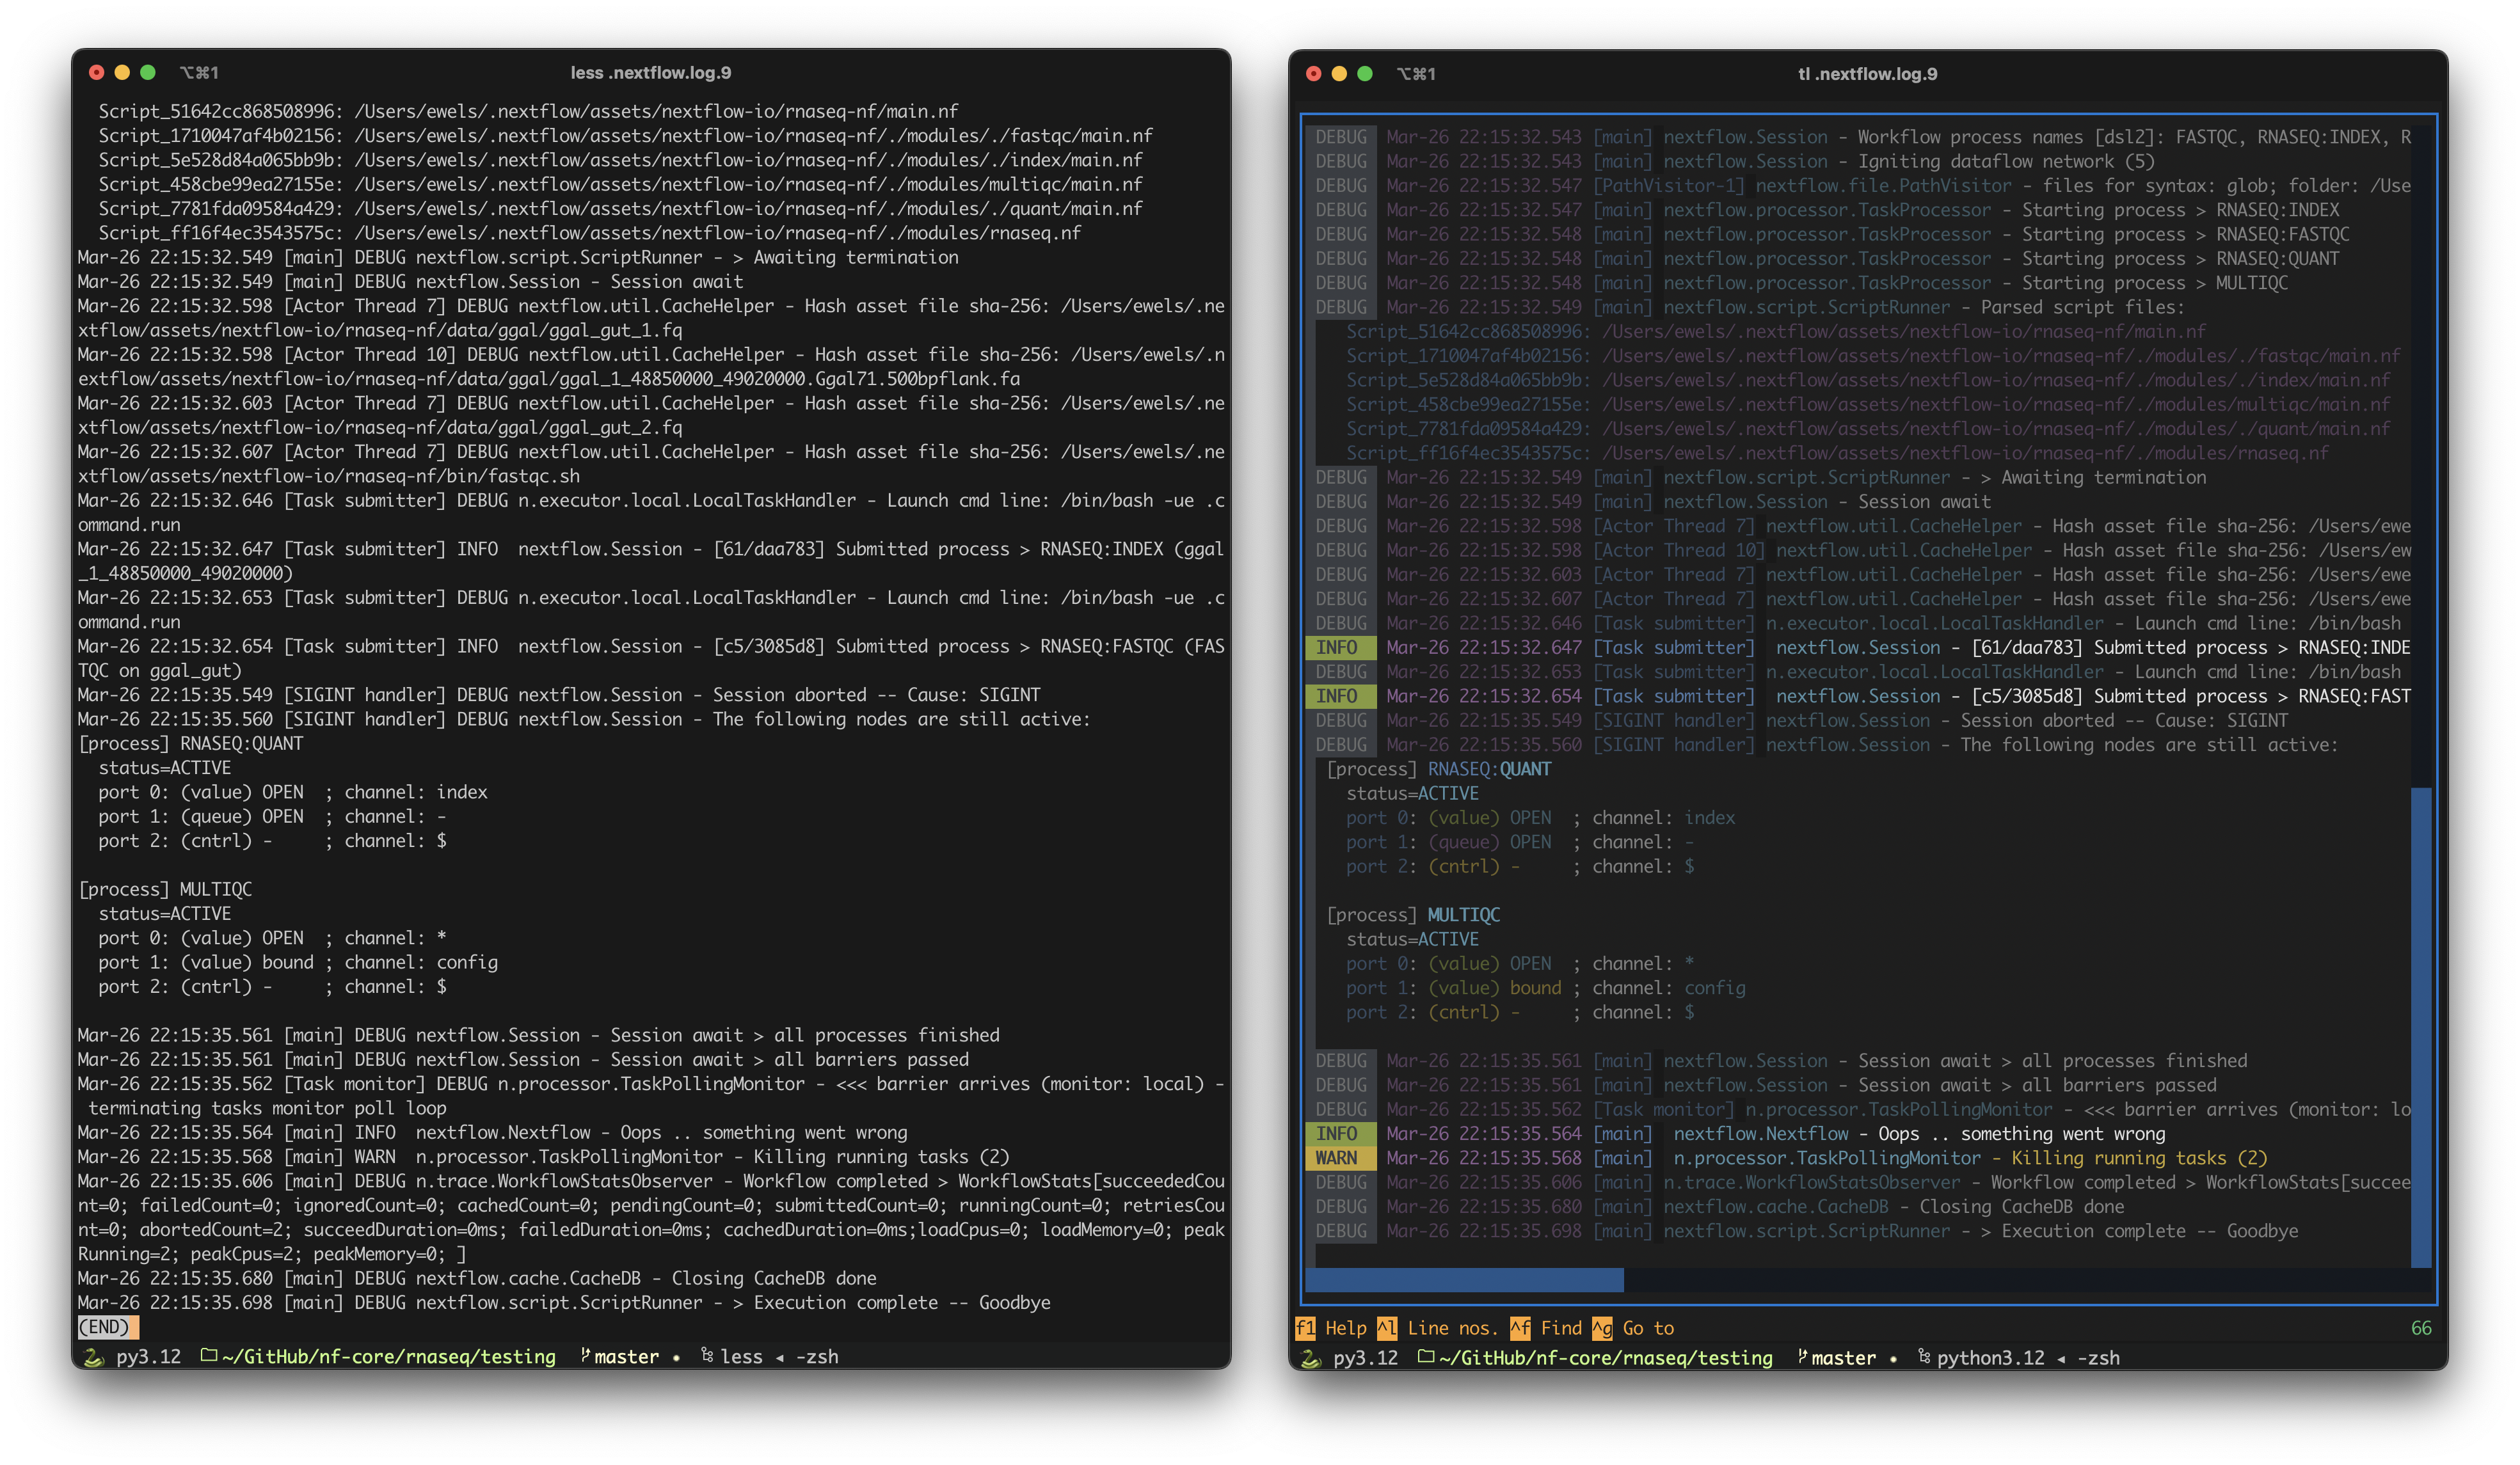 ⌥⌘1 less .nextflow.log.9
  Script_51642cc868508996: /Users/ewels/.nextflow/assets/nextflow-io/rnaseq-nf/main.nf
  Script_1710047af4b02156: /Users/ewels/.nextflow/assets/nextflow-io/rnaseq-nf/./modules/./fastqc/main.nf
  Script_5e528d84a065bb9b: /Users/ewels/.nextflow/assets/nextflow-io/rnaseq-nf/./modules/./index/main.nf
  Script_458cbe99ea27155e: /Users/ewels/.nextflow/assets/nextflow-io/rnaseq-nf/./modules/multiqc/main.nf
  Script_7781fda09584a429: /Users/ewels/.nextflow/assets/nextflow-io/rnaseq-nf/./modules/./quant/main.nf
  Script_ff16f4ec3543575c: /Users/ewels/.nextflow/assets/nextflow-io/rnaseq-nf/./modules/rnaseq.nf
Mar-26 22:15:32.549 [main] DEBUG nextflow.script.ScriptRunner - > Awaiting termination
Mar-26 22:15:32.549 [main] DEBUG nextflow.Session - Session await
Mar-26 22:15:32.598 [Actor Thread 7] DEBUG nextflow.util.CacheHelper - Hash asset file sha-256: /Users/ewels/.ne
xtflow/assets/nextflow-io/rnaseq-nf/data/ggal/ggal_gut_1.fq
Mar-26 22:15:32.598 [Actor Thread 10] DEBUG nextflow.util.CacheHelper - Hash asset file sha-256: /Users/ewels/.n
extflow/assets/nextflow-io/rnaseq-nf/data/ggal/ggal_1_48850000_49020000.Ggal71.500bpflank.fa
Mar-26 22:15:32.603 [Actor Thread 7] DEBUG nextflow.util.CacheHelper - Hash asset file sha-256: /Users/ewels/.ne
xtflow/assets/nextflow-io/rnaseq-nf/data/ggal/ggal_gut_2.fq
Mar-26 22:15:32.607 [Actor Thread 7] DEBUG nextflow.util.CacheHelper - Hash asset file sha-256: /Users/ewels/.ne
xtflow/assets/nextflow-io/rnaseq-nf/bin/fastqc.sh
Mar-26 22:15:32.646 [Task submitter] DEBUG n.executor.local.LocalTaskHandler - Launch cmd line: /bin/bash -ue .c
ommand.run
Mar-26 22:15:32.647 [Task submitter] INFO  nextflow.Session - [61/daa783] Submitted process > RNASEQ:INDEX (ggal
_1_48850000_49020000)
Mar-26 22:15:32.653 [Task submitter] DEBUG n.executor.local.LocalTaskHandler - Launch cmd line: /bin/bash -ue .c
ommand.run
Mar-26 22:15:32.654 [Task submitter] INFO  nextflow.Session - [c5/3085d8] Submitted process > RNASEQ:FASTQC (FAS
TQC on ggal_gut)
Mar-26 22:15:35.549 [SIGINT handler] DEBUG nextflow.Session - Session aborted -- Cause: SIGINT
Mar-26 22:15:35.560 [SIGINT handler] DEBUG nextflow.Session - The following nodes are still active:
[process] RNASEQ:QUANT
  status=ACTIVE
  port 0: (value) OPEN  ; channel: index
  port 1: (queue) OPEN  ; channel: -
  port 2: (cntrl) -     ; channel: $
[process] MULTIQC
  status=ACTIVE
  port 0: (value) OPEN  ; channel: *
  port 1: (value) bound ; channel: config
  port 2: (cntrl) -     ; channel: $
Mar-26 22:15:35.561 [main] DEBUG nextflow.Session - Session await > all processes finished
Mar-26 22:15:35.561 [main] DEBUG nextflow.Session - Session await > all barriers passed
Mar-26 22:15:35.562 [Task monitor] DEBUG n.processor.TaskPollingMonitor - <<< barrier arrives (monitor: local) -
 terminating tasks monitor poll loop
Mar-26 22:15:35.564 [main] INFO  nextflow.Nextflow - Oops .. something went wrong
Mar-26 22:15:35.568 [main] WARN  n.processor.TaskPollingMonitor - Killing running tasks (2)
Mar-26 22:15:35.606 [main] DEBUG n.trace.WorkflowStatsObserver - Workflow completed > WorkflowStats[succeededCou
nt=0; failedCount=0; ignoredCount=0; cachedCount=0; pendingCount=0; submittedCount=0; runningCount=0; retriesCou
nt=0; abortedCount=2; succeedDuration=0ms; failedDuration=0ms; cachedDuration=0ms;loadCpus=0; loadMemory=0; peak
Running=2; peakCpus=2; peakMemory=0; ]
Mar-26 22:15:35.680 [main] DEBUG nextflow.cache.CacheDB - Closing CacheDB done
Mar-26 22:15:35.698 [main] DEBUG nextflow.script.ScriptRunner - > Execution complete -- Goodbye
(END)
py3.12 ~/GitHub/nf-core/rnaseq/testing master • less ◂ -zsh
⌥⌘1 tl .nextflow.log.9
DEBUG Mar-26 22:15:32.543 [main] nextflow.Session - Workflow process names [dsl2]: FASTQC, RNASEQ:INDEX, R
DEBUG Mar-26 22:15:32.543 [main] nextflow.Session - Igniting dataflow network (5)
DEBUG Mar-26 22:15:32.547 [PathVisitor-1] nextflow.file.PathVisitor - files for syntax: glob; folder: /Use
DEBUG Mar-26 22:15:32.547 [main] nextflow.processor.TaskProcessor - Starting process > RNASEQ:INDEX
DEBUG Mar-26 22:15:32.548 [main] nextflow.processor.TaskProcessor - Starting process > RNASEQ:FASTQC
DEBUG Mar-26 22:15:32.548 [main] nextflow.processor.TaskProcessor - Starting process > RNASEQ:QUANT
DEBUG Mar-26 22:15:32.548 [main] nextflow.processor.TaskProcessor - Starting process > MULTIQC
DEBUG Mar-26 22:15:32.549 [main] nextflow.script.ScriptRunner - Parsed script files:
  Script_51642cc868508996: /Users/ewels/.nextflow/assets/nextflow-io/rnaseq-nf/main.nf
  Script_1710047af4b02156: /Users/ewels/.nextflow/assets/nextflow-io/rnaseq-nf/./modules/./fastqc/main.nf
  Script_5e528d84a065bb9b: /Users/ewels/.nextflow/assets/nextflow-io/rnaseq-nf/./modules/./index/main.nf
  Script_458cbe99ea27155e: /Users/ewels/.nextflow/assets/nextflow-io/rnaseq-nf/./modules/multiqc/main.nf
  Script_7781fda09584a429: /Users/ewels/.nextflow/assets/nextflow-io/rnaseq-nf/./modules/./quant/main.nf
  Script_ff16f4ec3543575c: /Users/ewels/.nextflow/assets/nextflow-io/rnaseq-nf/./modules/rnaseq.nf
DEBUG Mar-26 22:15:32.549 [main] nextflow.script.ScriptRunner - > Awaiting termination
DEBUG Mar-26 22:15:32.549 [main] nextflow.Session - Session await
DEBUG Mar-26 22:15:32.598 [Actor Thread 7] nextflow.util.CacheHelper - Hash asset file sha-256: /Users/ewe
DEBUG Mar-26 22:15:32.598 [Actor Thread 10] nextflow.util.CacheHelper - Hash asset file sha-256: /Users/ew
DEBUG Mar-26 22:15:32.603 [Actor Thread 7] nextflow.util.CacheHelper - Hash asset file sha-256: /Users/ewe
DEBUG Mar-26 22:15:32.607 [Actor Thread 7] nextflow.util.CacheHelper - Hash asset file sha-256: /Users/ewe
DEBUG Mar-26 22:15:32.646 [Task submitter] n.executor.local.LocalTaskHandler - Launch cmd line: /bin/bash
INFO Mar-26 22:15:32.647 [Task submitter]  nextflow.Session - [61/daa783] Submitted process > RNASEQ:INDE
DEBUG Mar-26 22:15:32.653 [Task submitter] n.executor.local.LocalTaskHandler - Launch cmd line: /bin/bash
INFO Mar-26 22:15:32.654 [Task submitter]  nextflow.Session - [c5/3085d8] Submitted process > RNASEQ:FAST
DEBUG Mar-26 22:15:35.549 [SIGINT handler] nextflow.Session - Session aborted -- Cause: SIGINT
DEBUG Mar-26 22:15:35.560 [SIGINT handler] nextflow.Session - The following nodes are still active:
[process] RNASEQ:QUANT
  status=ACTIVE
  port 0: (value) OPEN  ; channel: index
  port 1: (queue) OPEN  ; channel: -
  port 2: (cntrl) -     ; channel: $
[process] MULTIQC
  status=ACTIVE
  port 0: (value) OPEN  ; channel: *
  port 1: (value) bound ; channel: config
  port 2: (cntrl) -     ; channel: $
DEBUG Mar-26 22:15:35.561 [main] nextflow.Session - Session await > all processes finished
DEBUG Mar-26 22:15:35.561 [main] nextflow.Session - Session await > all barriers passed
DEBUG Mar-26 22:15:35.562 [Task monitor] n.processor.TaskPollingMonitor - <<< barrier arrives (monitor: lo
INFO Mar-26 22:15:35.564 [main]  nextflow.Nextflow - Oops .. something went wrong
WARN Mar-26 22:15:35.568 [main]  n.processor.TaskPollingMonitor - Killing running tasks (2)
DEBUG Mar-26 22:15:35.606 [main] n.trace.WorkflowStatsObserver - Workflow completed > WorkflowStats[succee
DEBUG Mar-26 22:15:35.680 [main] nextflow.cache.CacheDB - Closing CacheDB done
DEBUG Mar-26 22:15:35.698 [main] nextflow.script.ScriptRunner - > Execution complete -- Goodbye
f1 Help ^l Line nos. ^f Find ^g Go to 66
py3.12 ~/GitHub/nf-core/rnaseq/testing master • python3.12 ◂ -zsh